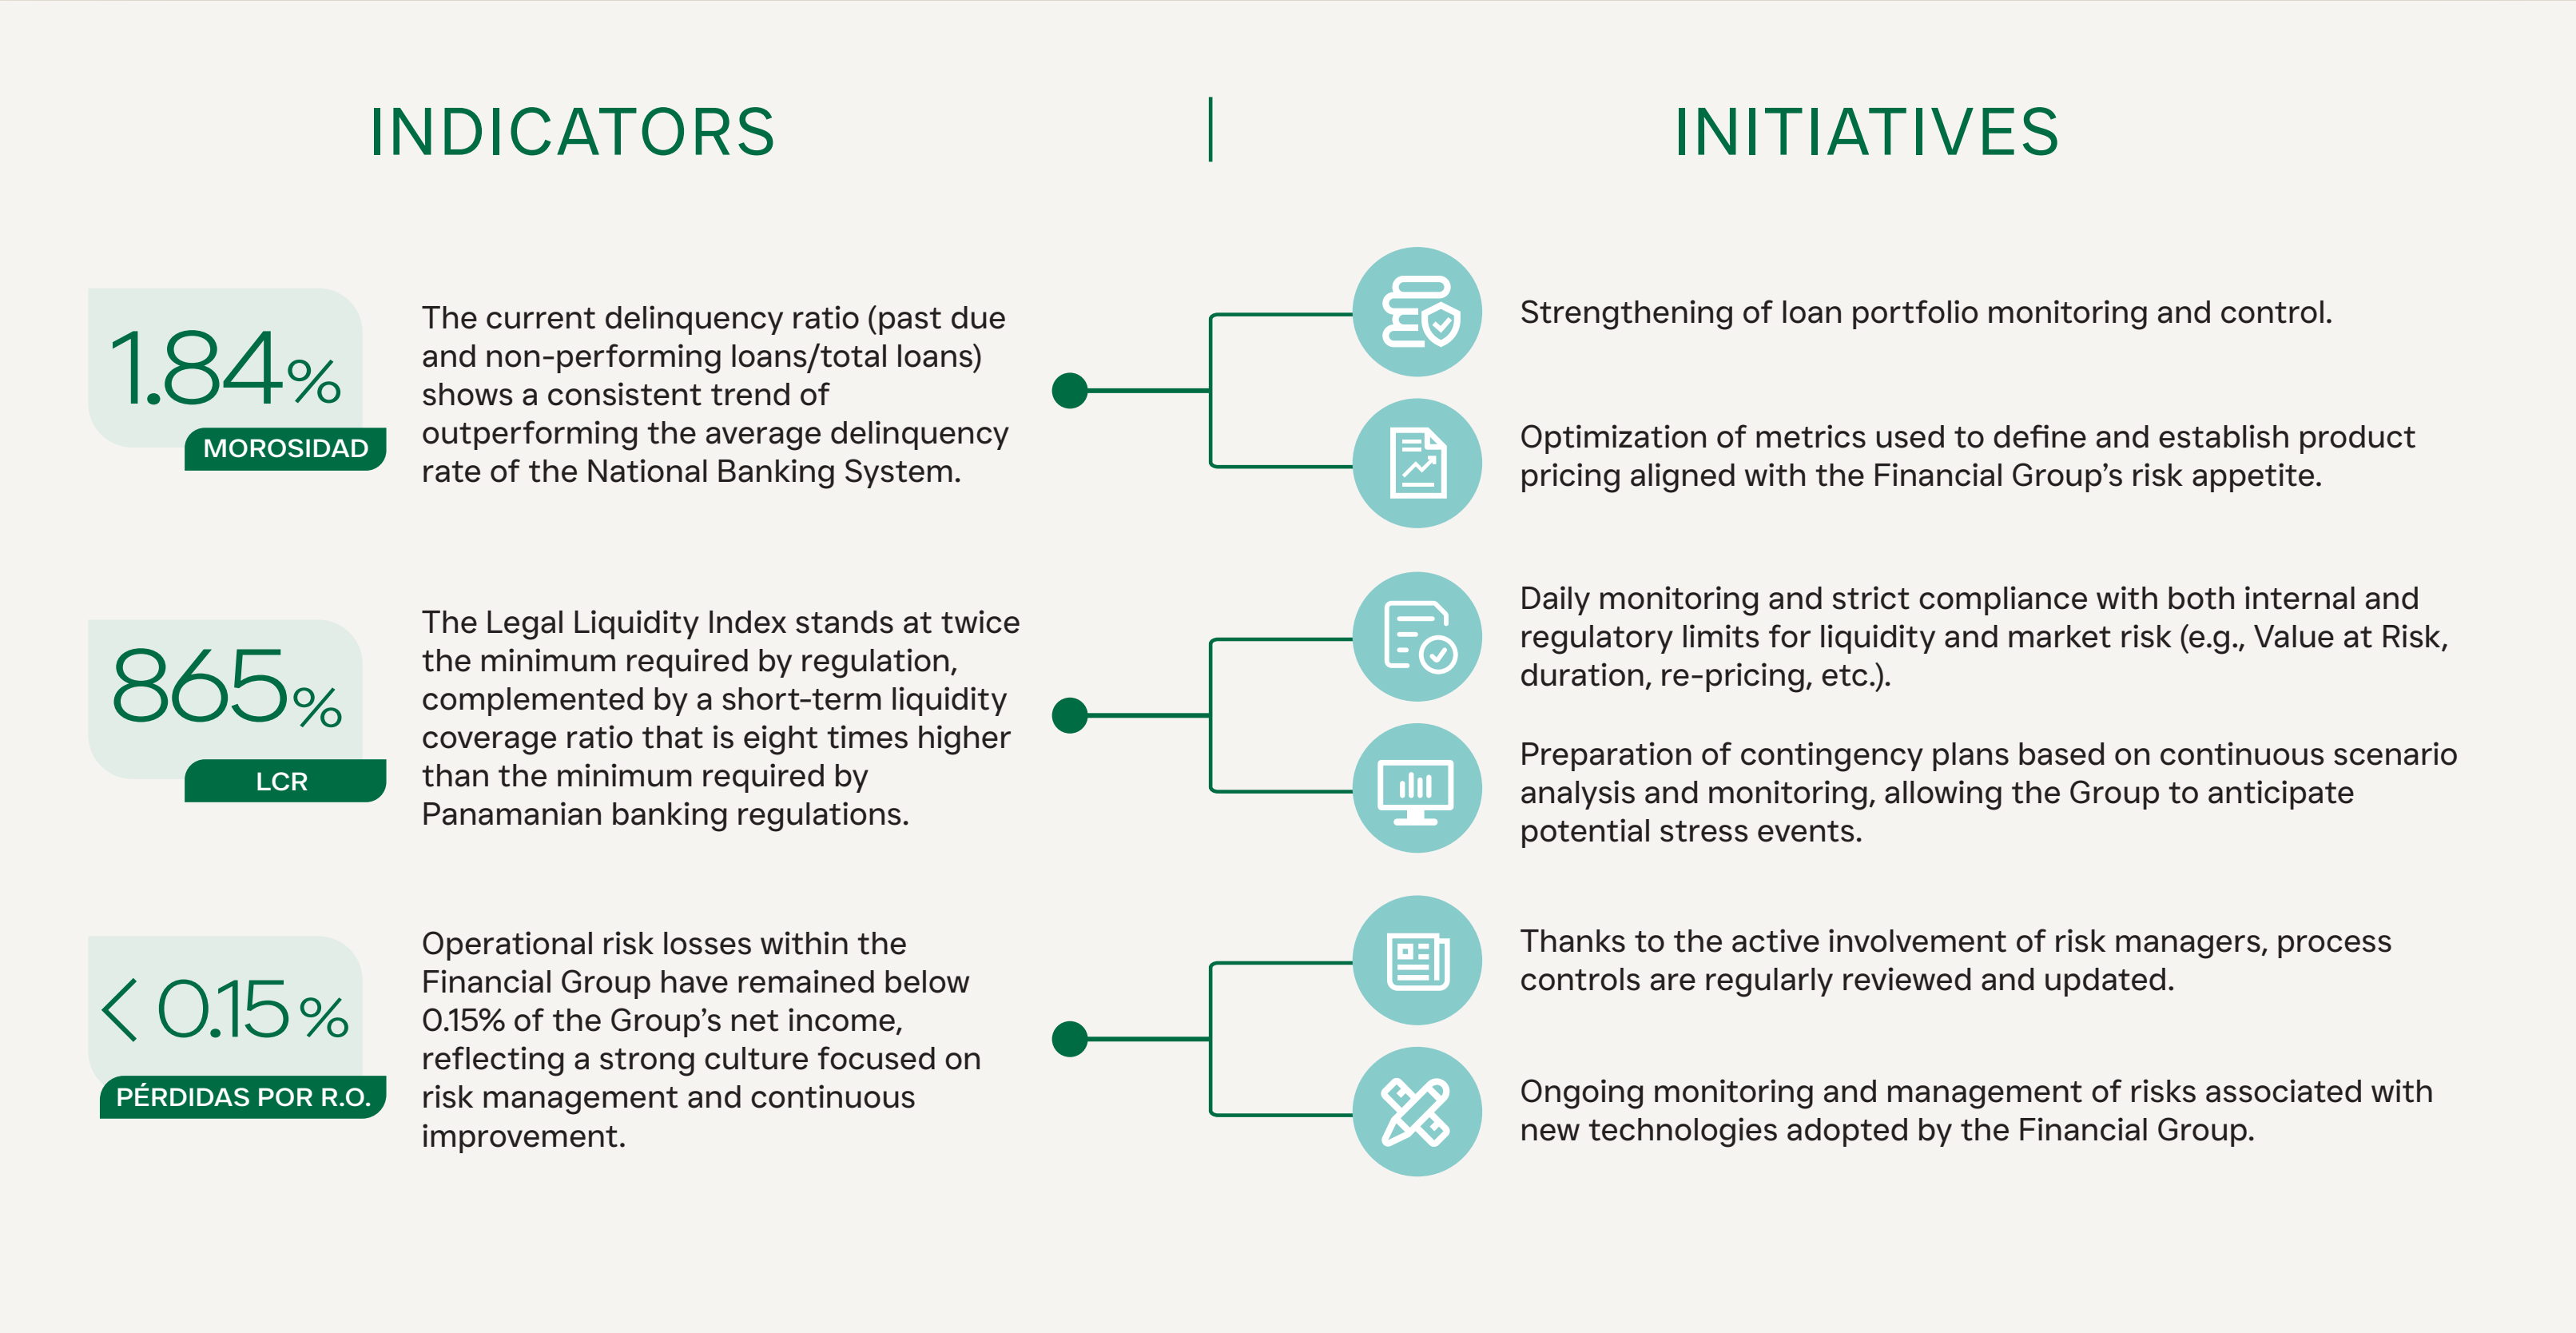 INDICATORS
INITIATIVES
1.84%
MOROSIDAD
The current delinquency ratio (past due
and non-performing loans/total loans)
shows a consistent trend of
outperforming the average delinquency
rate of the National Banking System.
Strengthening of loan portfolio monitoring and control.
Optimization of metrics used to define and establish product
pricing aligned with the Financial Group’s risk appetite.
865%
LCR
The Legal Liquidity Index stands at twice
the minimum required by regulation,
complemented by a short-term liquidity
coverage ratio that is eight times higher
than the minimum required by
Panamanian banking regulations.
Daily monitoring and strict compliance with both internal and
regulatory limits for liquidity and market risk (e.g., Value at Risk,
duration, re-pricing, etc.).
Preparation of contingency plans based on continuous scenario
analysis and monitoring, allowing the Group to anticipate
potential stress events.
< 0.15%
PÉRDIDAS POR R.O.
Operational risk losses within the
Financial Group have remained below
0.15% of the Group’s net income,
reflecting a strong culture focused on
risk management and continuous
improvement.
Thanks to the active involvement of risk managers, process
controls are regularly reviewed and updated.
Ongoing monitoring and management of risks associated with
new technologies adopted by the Financial Group.